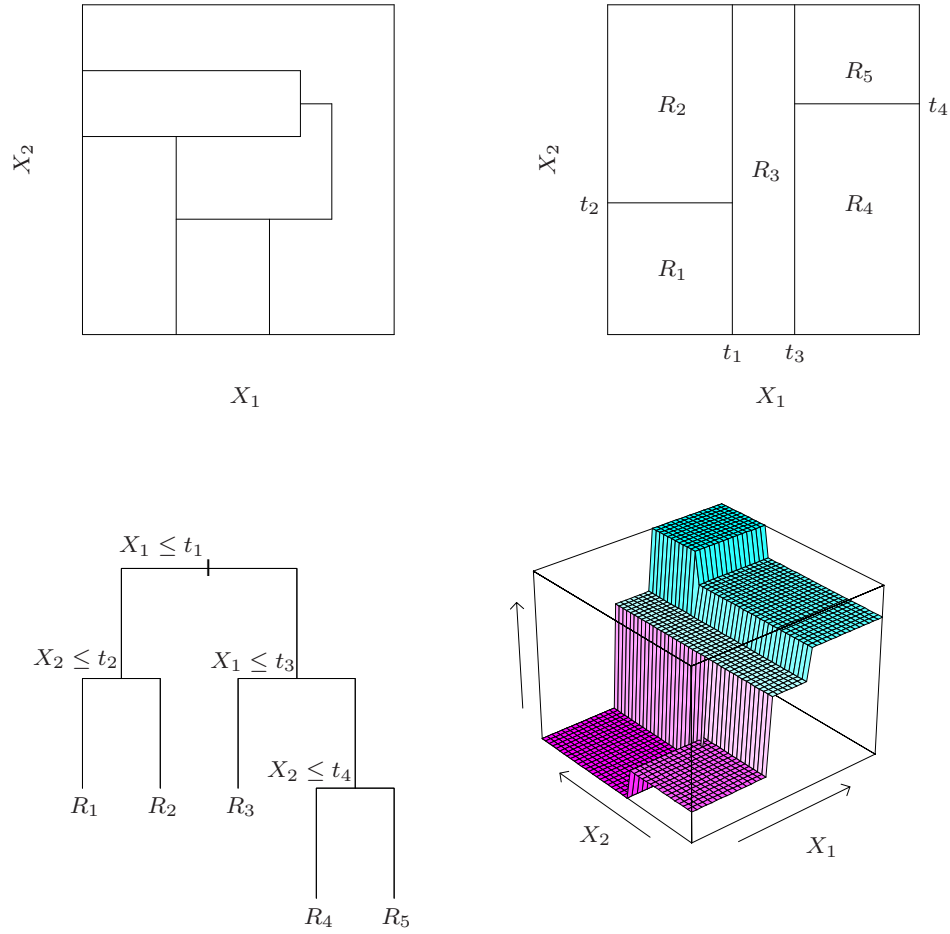 X₂
X₁
R₂
R₅
t₄
X₂
R₃
t₂
R₄
R₁
t₁
t₃
X₁
X₁ ≤ t₁
X₂ ≤ t₂
X₁ ≤ t₃
X₂ ≤ t₄
R₁
R₂
R₃
R₄
R₅
X₂
X₁